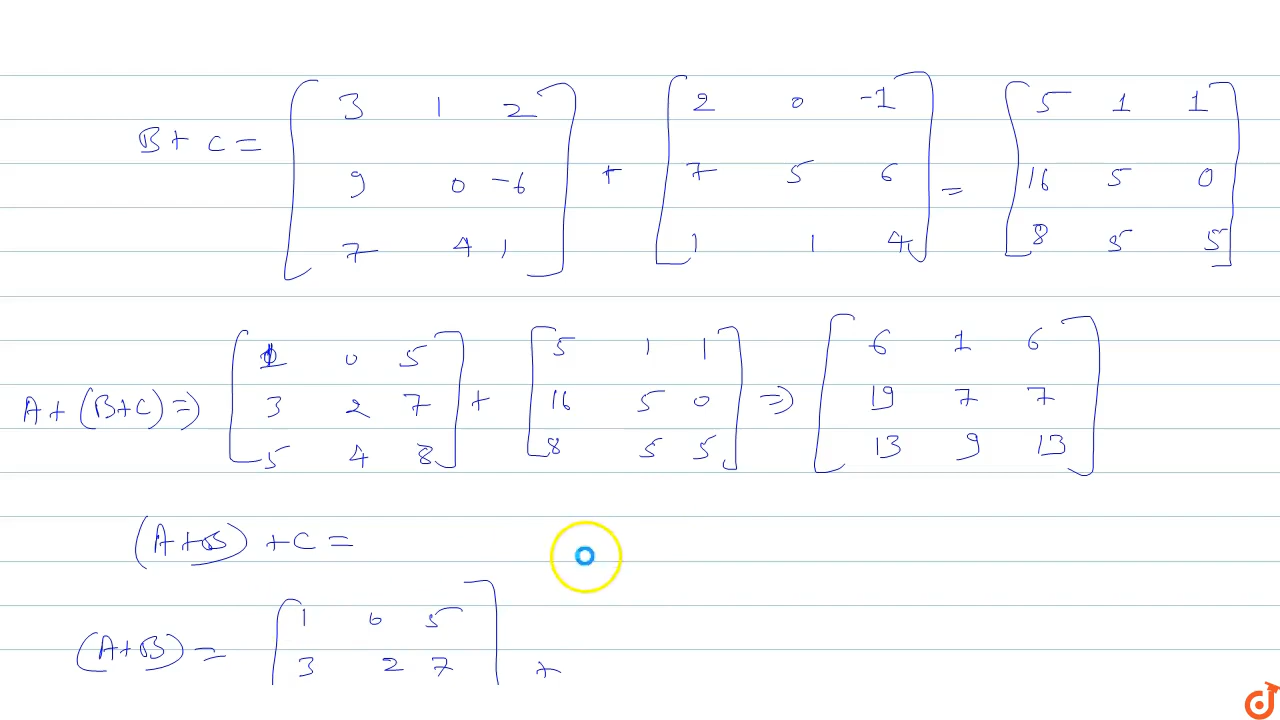 3 1 2 2 0 -1 5 1 1
B + C = 9 0 -6 + 7 5 6 = 16 5 0
7 4 1 1 1 4 8 5 5
0 5 5 1 1 6 1 6
A + (B+C) => 3 2 7 + 16 5 0 => 19 7 7
5 4 8 8 5 5 13 9 13
(A+B) + C =
1 0 5
(A+B) = 3 2 7 +